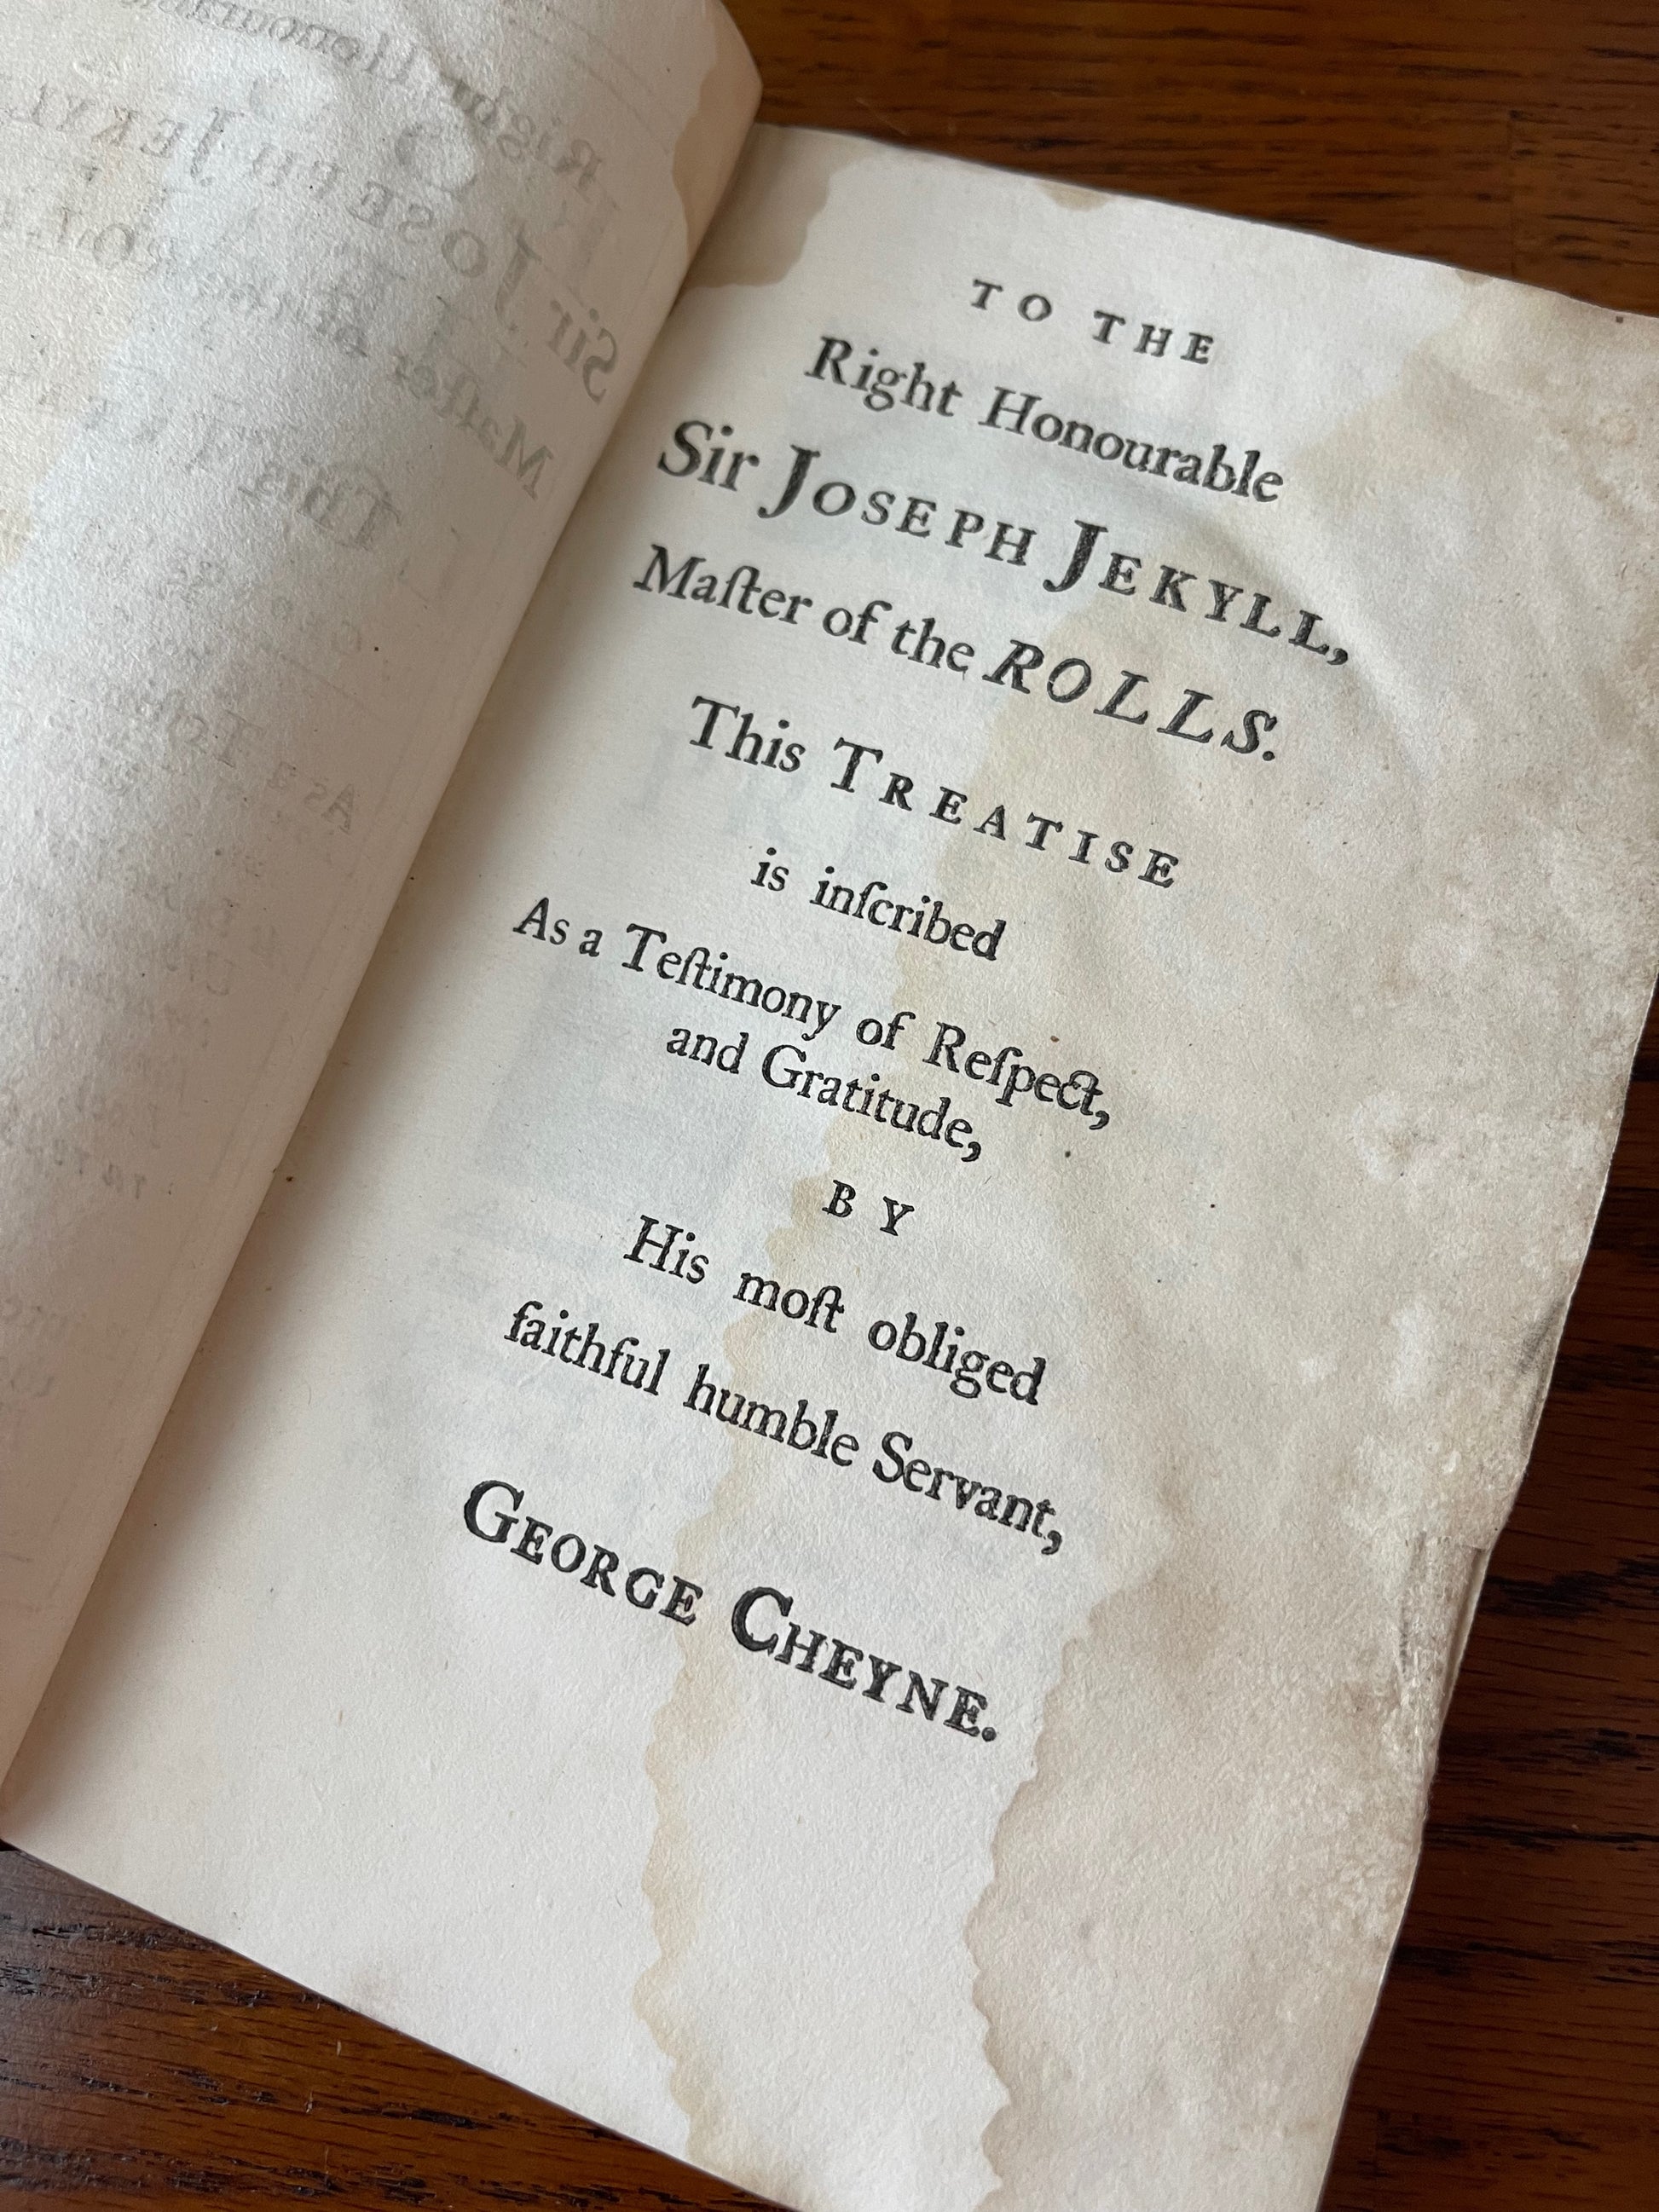 TO THE
Right Honourable
Sir JOSEPH JEKYLL,
Maſter of the ROLLS.
This TREATISE
is inſcribed
As a Teſtimony of Reſpect,
and Gratitude,
BY
His moſt obliged
faithful humble Servant,
GEORGE CHEYNE.